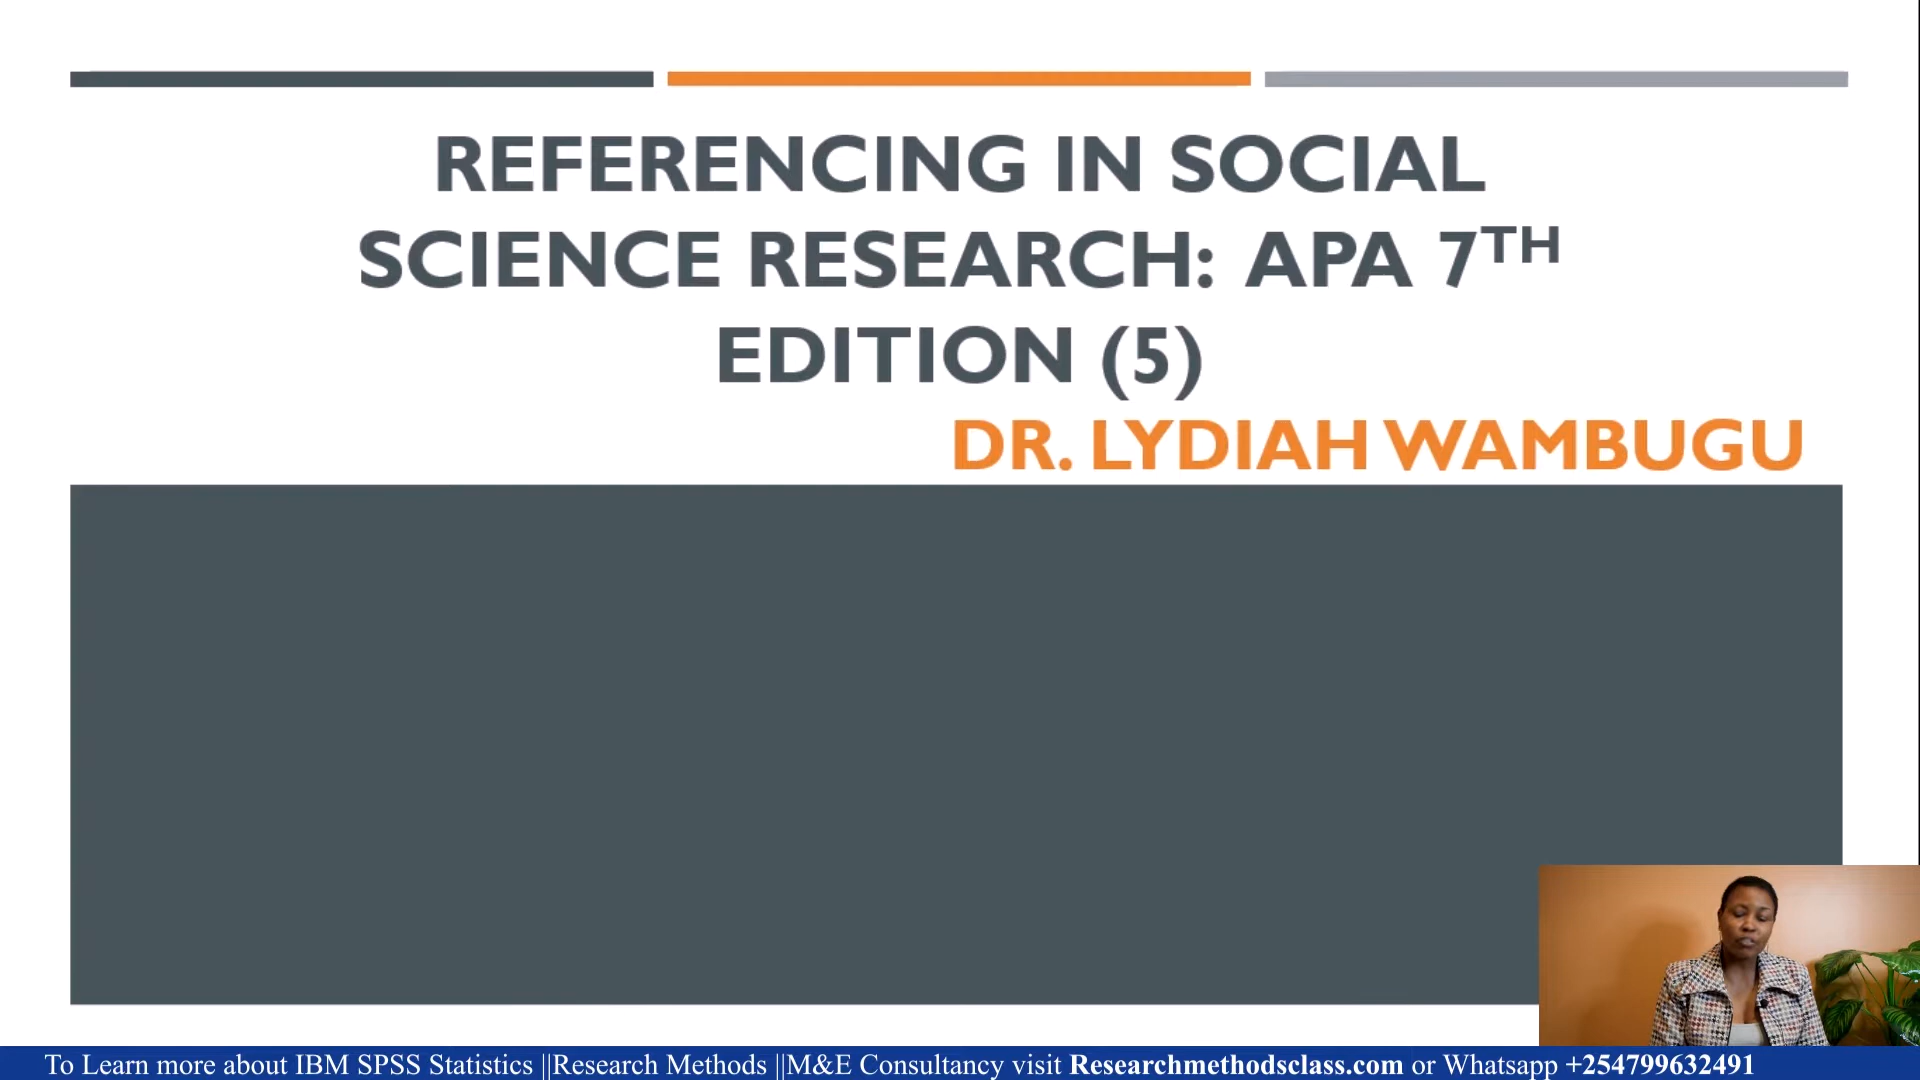 REFERENCING IN SOCIAL
SCIENCE RESEARCH: APA 7TH
EDITION (5)
DR. LYDIAH WAMBUGU
To Learn more about IBM SPSS Statistics ||Research Methods ||M&E Consultancy visit Researchmethodsclass.com or Whatsapp +254799632491